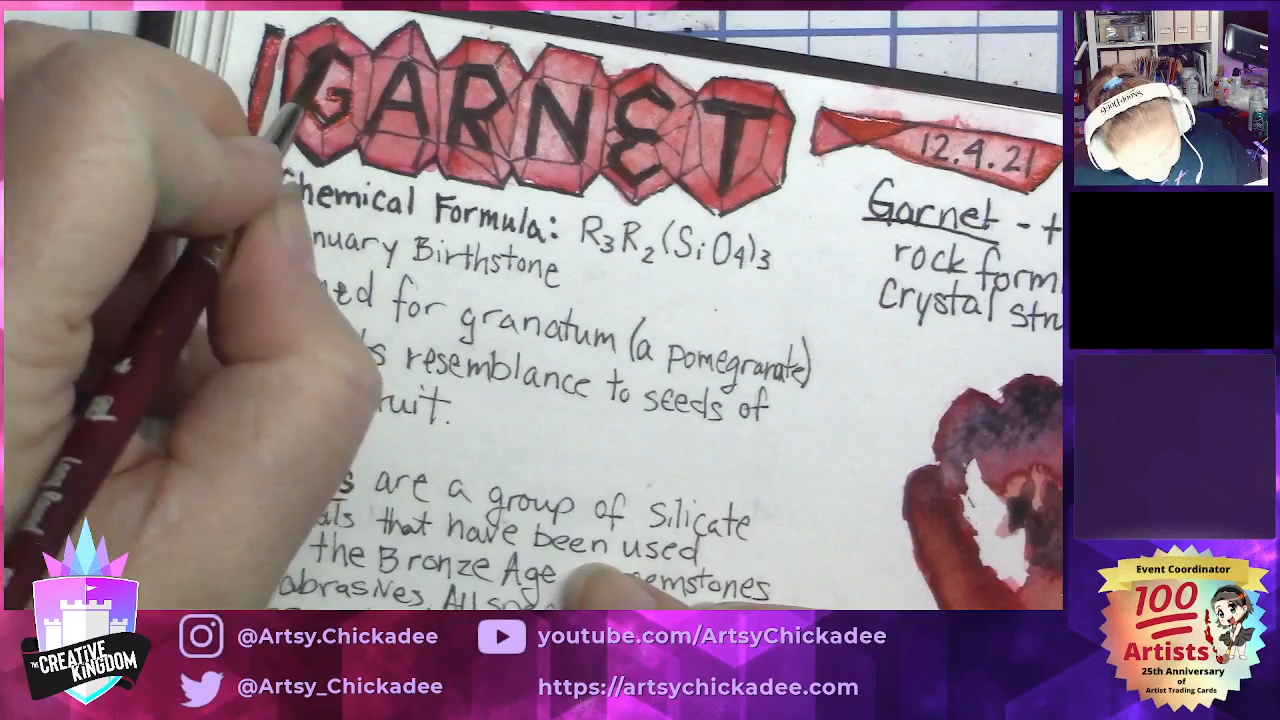 GARNET
12.4.21
Chemical Formula: R3R2(SiO4)3
nuary Birthstone
ed for granatum (a pomegranate)
resemblance to seeds of
ruit.
are a group of Silicate
that have been used
the Bronze Age gemstones
abrasives. All
Garnet - t
rock form
Crystal stru
THE CREATIVE KINGDOM
@Artsy.Chickadee
youtube.com/ArtsyChickadee
@Artsy_Chickadee
https://artsychickadee.com
Event Coordinator
100
Artists
25th Anniversary
of
Artist Trading Cards